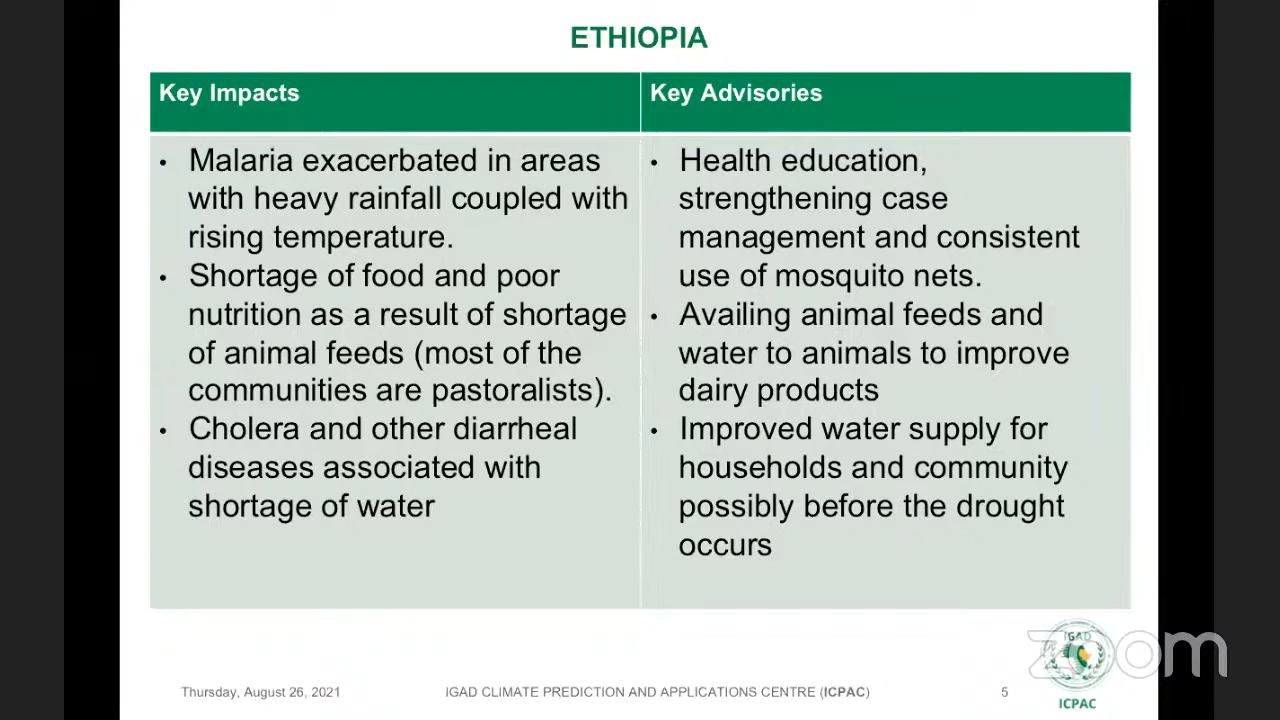 ETHIOPIA
Key Impacts
Key Advisories
• Malaria exacerbated in areas
with heavy rainfall coupled with
rising temperature.
• Shortage of food and poor
nutrition as a result of shortage
of animal feeds (most of the
communities are pastoralists).
• Cholera and other diarrheal
diseases associated with
shortage of water
• Health education,
strengthening case
management and consistent
use of mosquito nets.
• Availing animal feeds and
water to animals to improve
dairy products
• Improved water supply for
households and community
possibly before the drought
occurs
Thursday, August 26, 2021
IGAD CLIMATE PREDICTION AND APPLICATIONS CENTRE (ICPAC)
5
IGAD
ICPAC
zoom